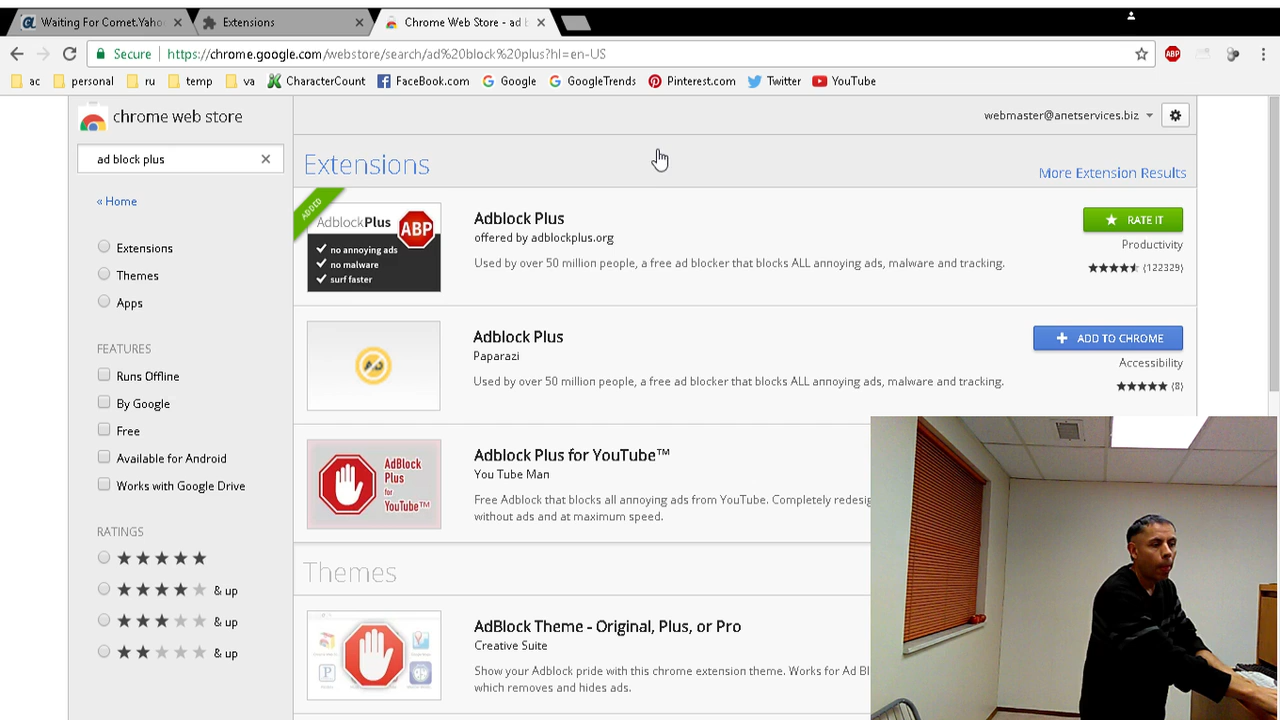 Waiting For Comet.Yaho
Extensions
Chrome Web Store - ad b
Secure https://chrome.google.com/webstore/search/ad%20block%20plus?hl=en-US
ABP
ac personal ru temp va CharacterCount FaceBook.com Google GoogleTrends Pinterest.com Twitter YouTube
chrome web store
webmaster@anetservices.biz
ad block plus
« Home
Extensions
Themes
Apps
FEATURES
Runs Offline
By Google
Free
Available for Android
Works with Google Drive
RATINGS
& up
& up
& up
Extensions
More Extension Results
ADDED
AdblockPlus
ABP
no annoying ads
no malware
surf faster
Adblock Plus
offered by adblockplus.org
Used by over 50 million people, a free ad blocker that blocks ALL annoying ads, malware and tracking.
RATE IT
Productivity
(122329)
Adblock Plus
Paparazi
Used by over 50 million people, a free ad blocker that blocks ALL annoying ads, malware and tracking.
ADD TO CHROME
Accessibility
(8)
AdBlock
Plus
for
YouTube™
Adblock Plus for YouTube™
You Tube Man
Free Adblock that blocks all annoying ads from YouTube. Completely redesig
without ads and at maximum speed.
Themes
AdBlock Theme - Original, Plus, or Pro
Creative Suite
Show your Adblock pride with this chrome extension theme. Works for Ad Bl
which removes and hides ads.